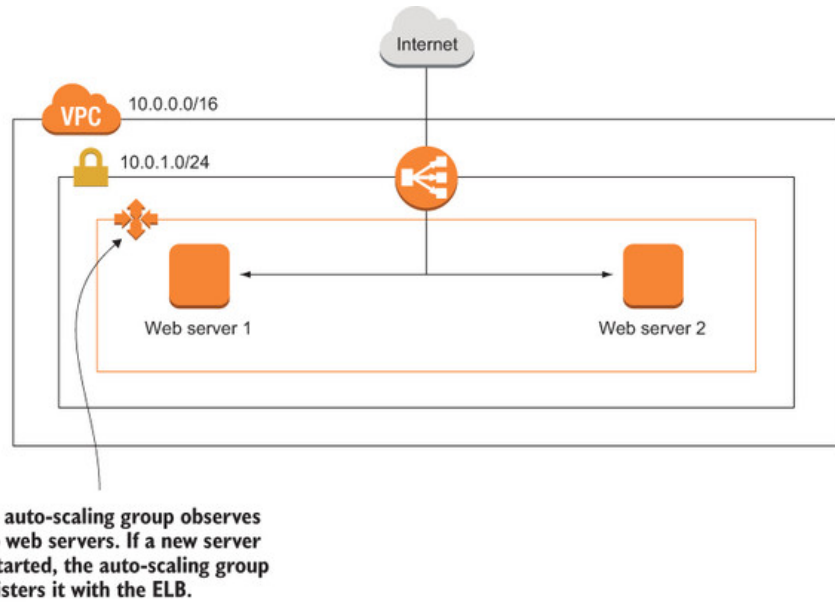 Internet
VPC
10.0.0.0/16
10.0.1.0/24
Web server 1
Web server 2
auto-scaling group observes
web servers. If a new server
tarted, the auto-scaling group
isters it with the ELB.